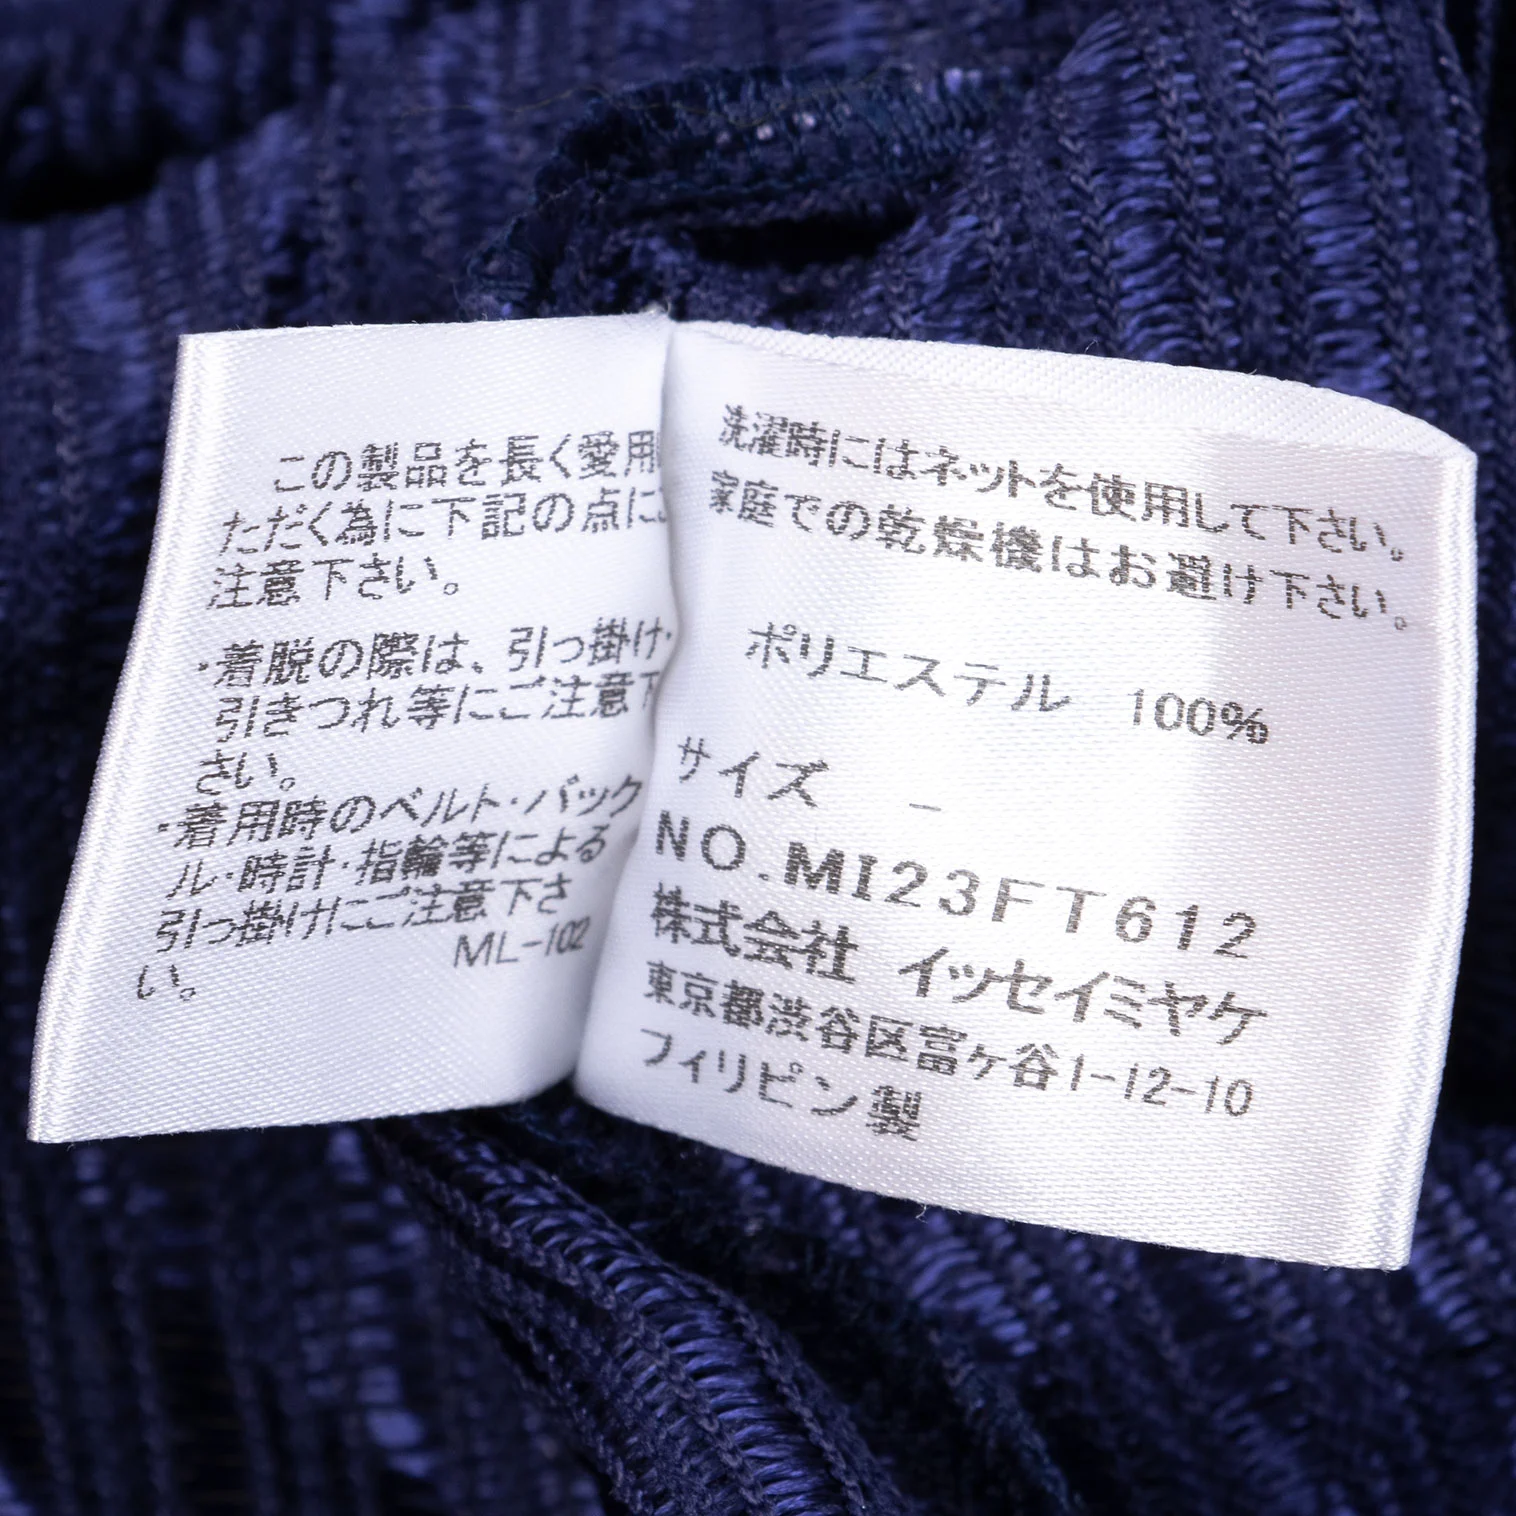 この製品を長く愛用
ただく為に下記の点に
注意下さい。
・着脱の際は、引っ掛け・
引きつれ等にご注意下
さい。
・着用時のベルト・バック
ル・時計・指輪等による
引っ掛けにご注意下さ
い。
ML-102
洗濯時にはネットを使用して下さい。
家庭での乾燥機はお避け下さい。
ポリエステル 100%
サイズ -
NO.MI23FT612
株式会社 イッセイミヤケ
東京都渋谷区富ヶ谷1-12-10
フィリピン製